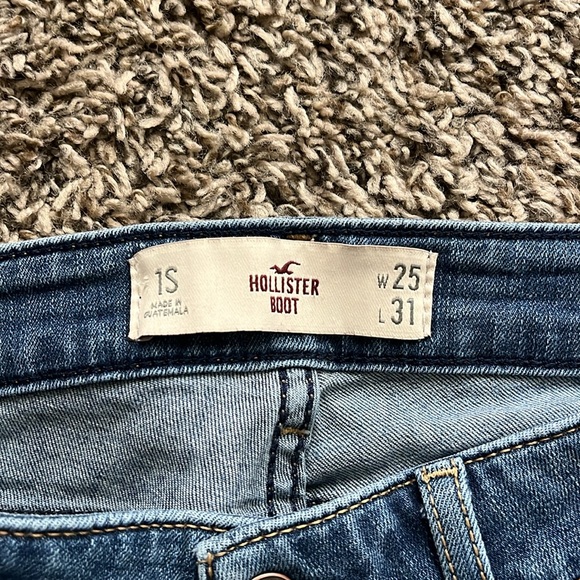 1S
MADE IN
GUATEMALA
HOLLISTER
BOOT
W 25
L 31